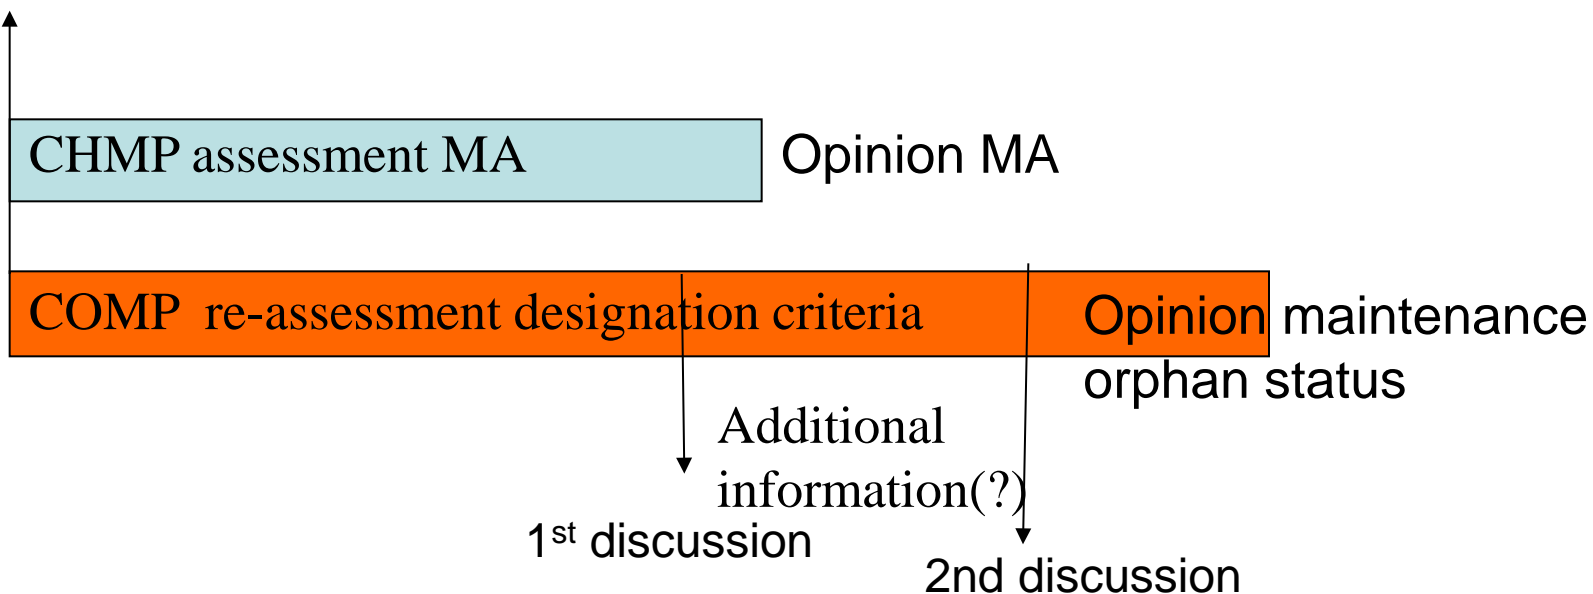 CHMP assessment MA
Opinion MA
COMP re-assessment designation criteria
Opinion maintenance
orphan status
Additional
information(?)
1st discussion
2nd discussion